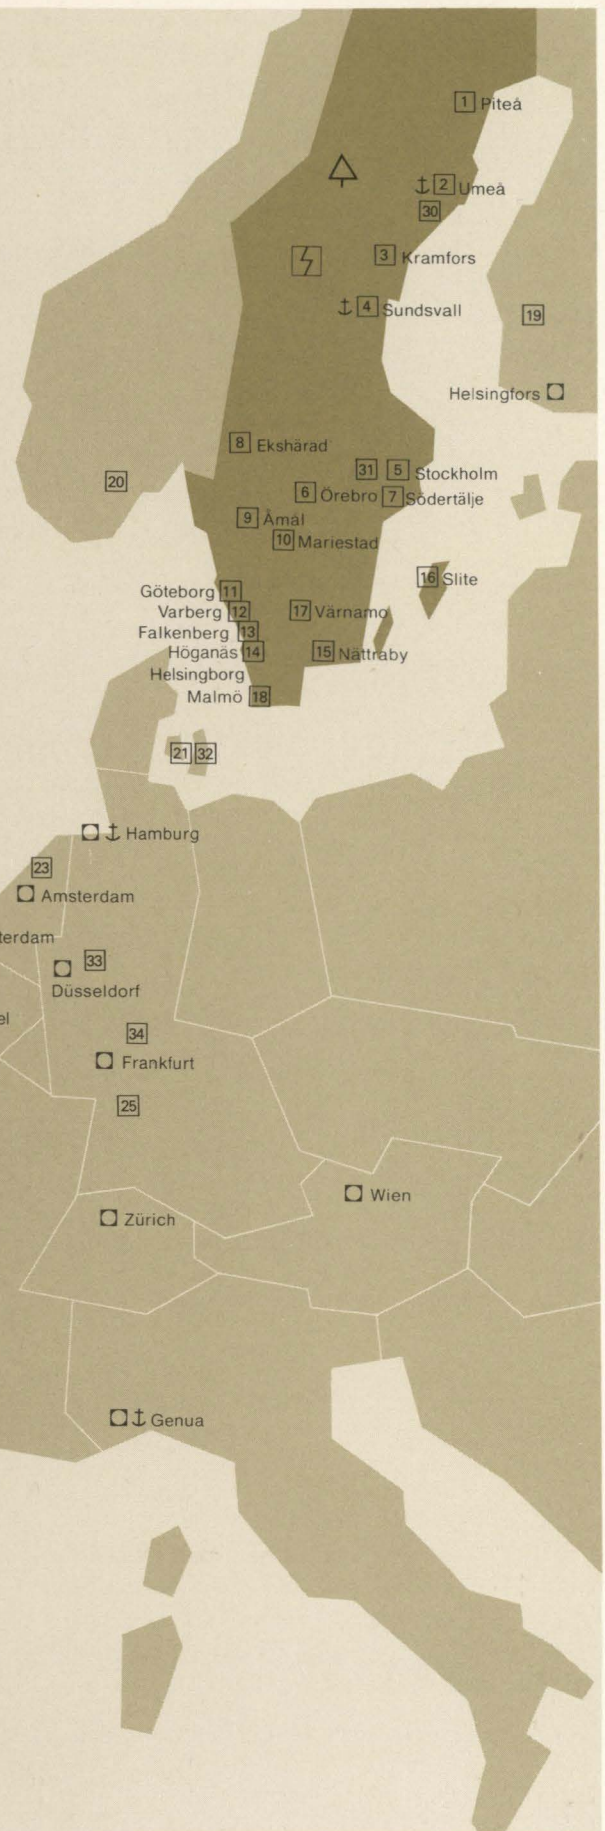 1 Piteå
2 Umeå
30
3 Kramfors
4 Sundsvall
19
Helsingfors
8 Ekshärad
31 5 Stockholm
20
6 Örebro 7 Södertälje
9 Åmål
10 Mariestad
16 Slite
Göteborg 11
Varberg 12 17 Värnamo
Falkenberg 13
Höganäs 14 15 Nättraby
Helsingborg
Malmö 18
21 32
Hamburg
23
Amsterdam
terdam
33
Düsseldorf
el
34
Frankfurt
25
Wien
Zürich
Genua